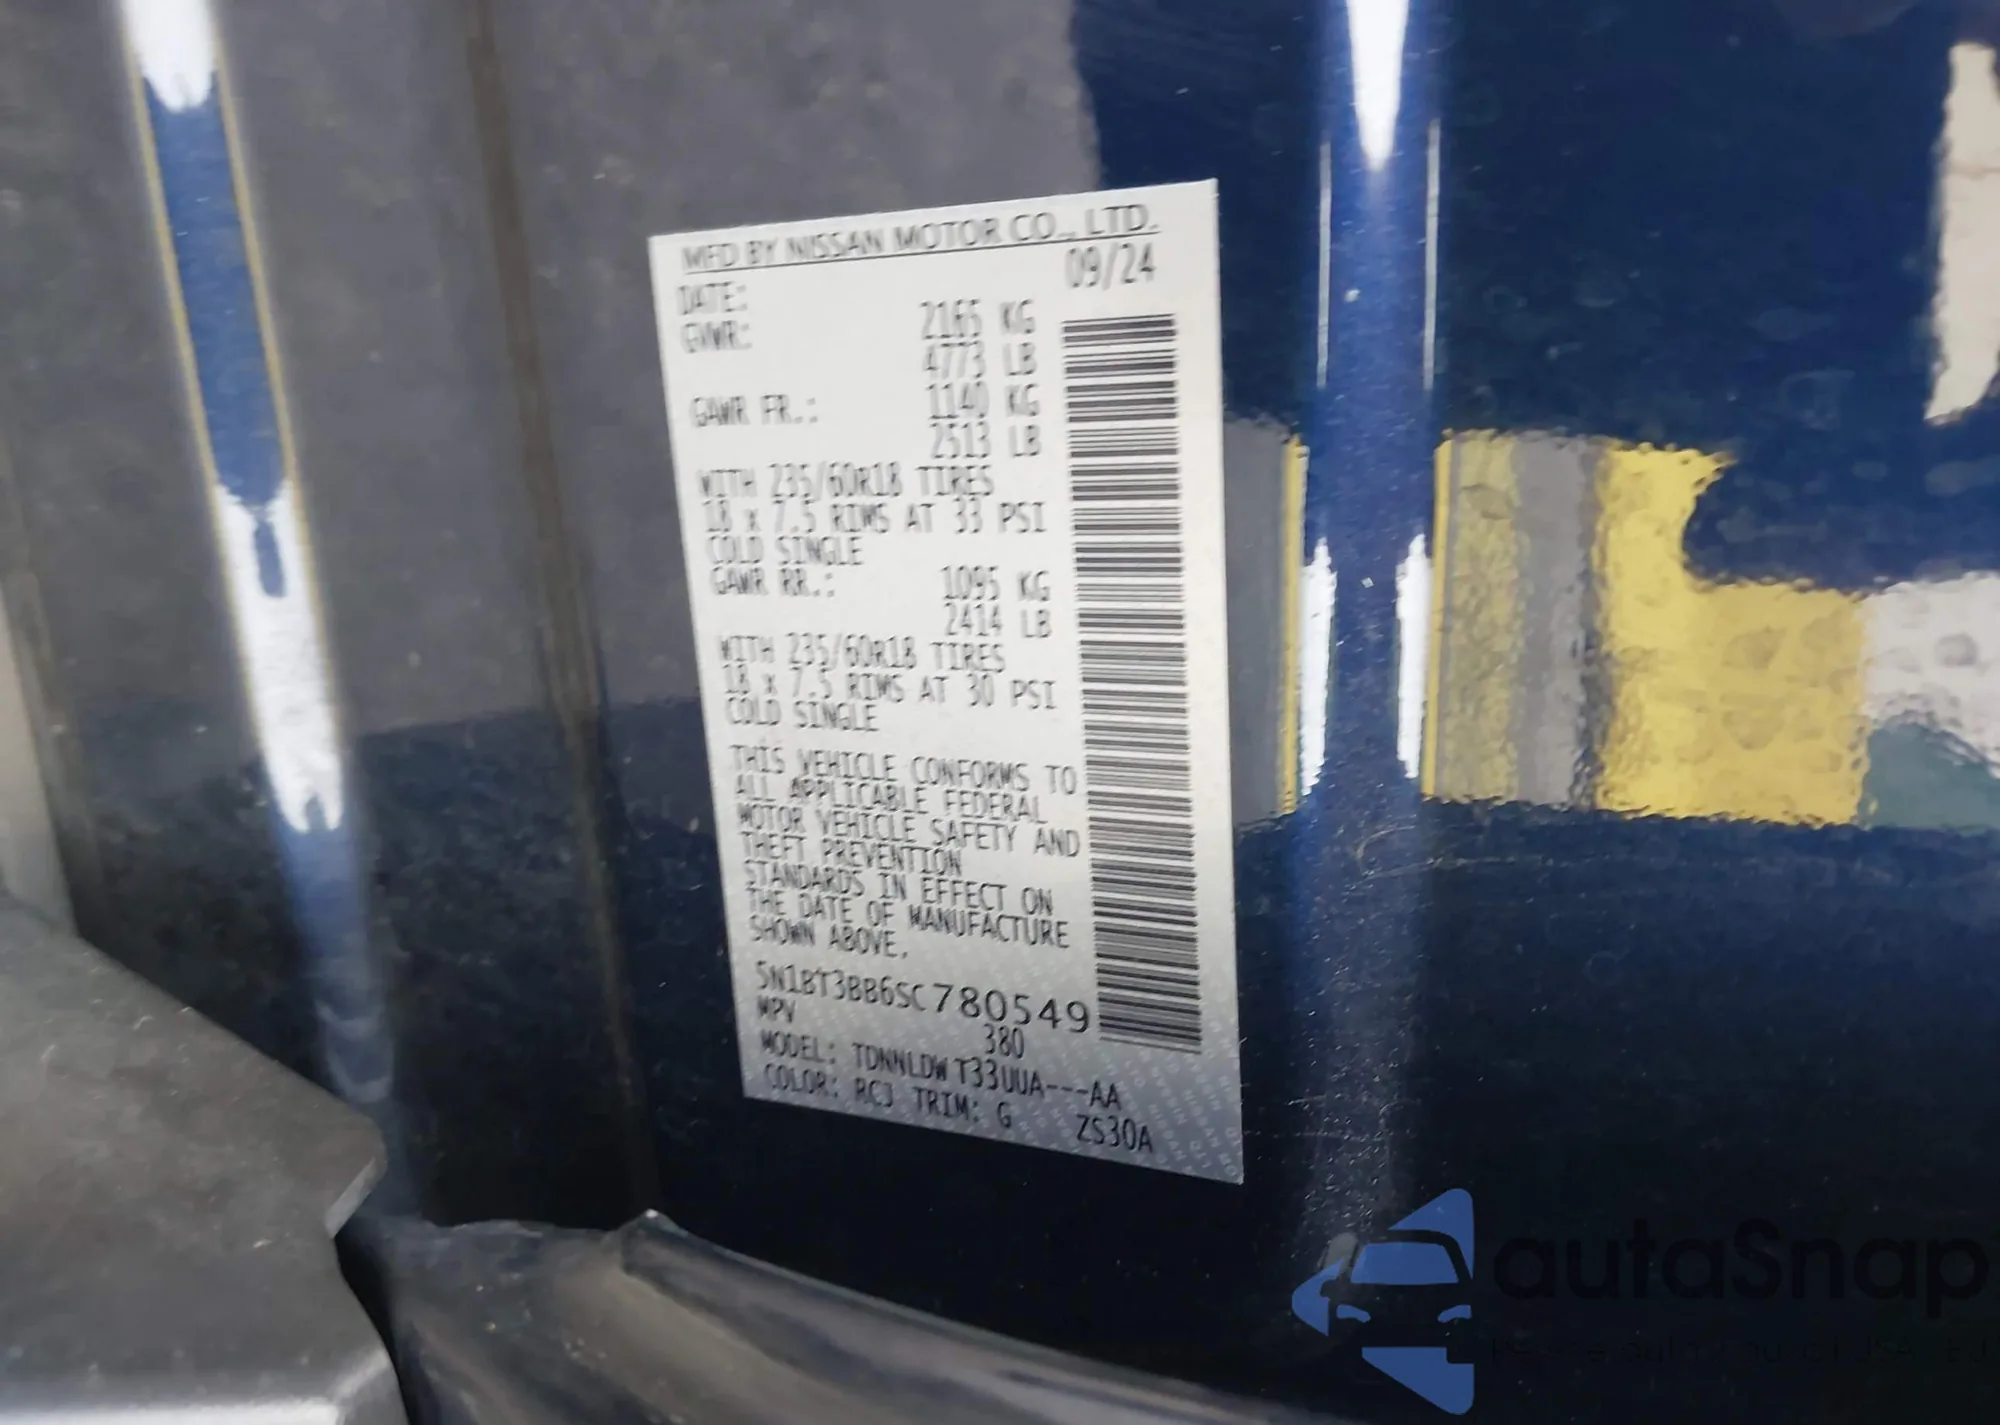 MFD BY NISSAN MOTOR CO., LTD.
DATE: 09/24
GVWR: 2165 KG
4773 LB
GAWR FR.: 1140 KG
2513 LB
WITH 235/60R18 TIRES
18 x 7.5 RIMS AT 33 PSI
COLD SINGLE
GAWR RR.: 1095 KG
2414 LB
WITH 235/60R18 TIRES
18 x 7.5 RIMS AT 30 PSI
COLD SINGLE
THIS VEHICLE CONFORMS TO
ALL APPLICABLE FEDERAL
MOTOR VEHICLE SAFETY AND
THEFT PREVENTION
STANDARDS IN EFFECT ON
THE DATE OF MANUFACTURE
SHOWN ABOVE.
5N1BT3BB6SC780549
MPV 380
MODEL: TDNNLDW T33UUA---AA
COLOR: RCJ TRIM: G ZS30A
autaSnap